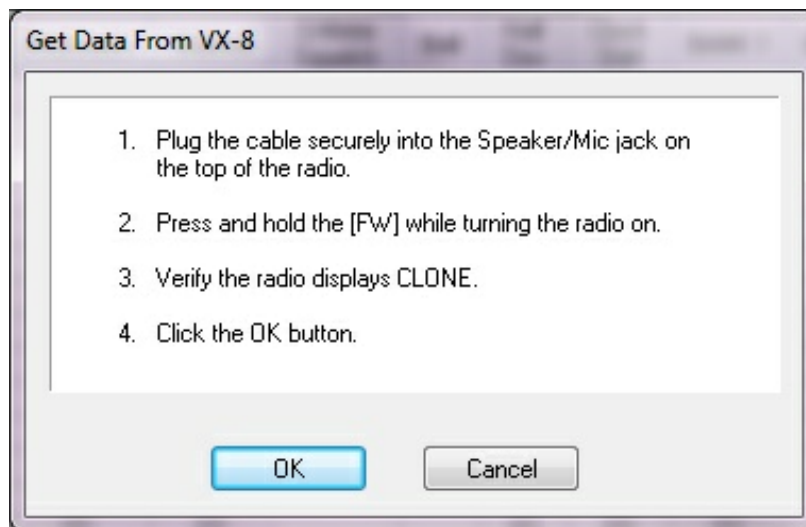 Get Data From VX-8
1. Plug the cable securely into the Speaker/Mic jack on
the top of the radio.
2. Press and hold the [FW] while turning the radio on.
3. Verify the radio displays CLONE.
4. Click the OK button.
OK
Cancel